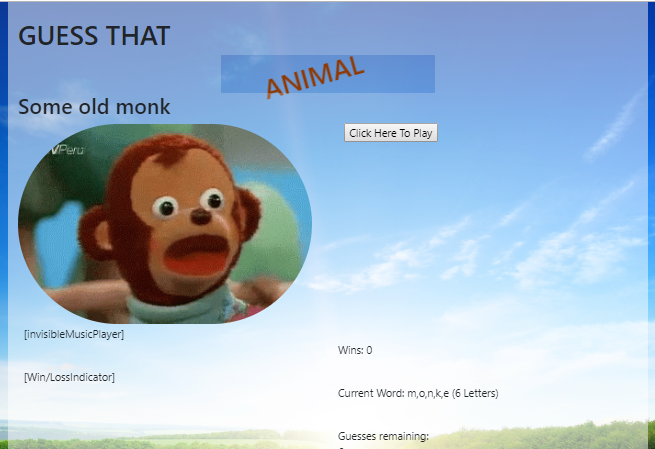 GUESS THAT
ANIMAL
Some old monk
Click Here To Play
VPeru
[invisibleMusicPlayer]
Wins: 0
[Win/LossIndicator]
Current Word: m,o,n,k,e (6 Letters)
Guesses remaining: